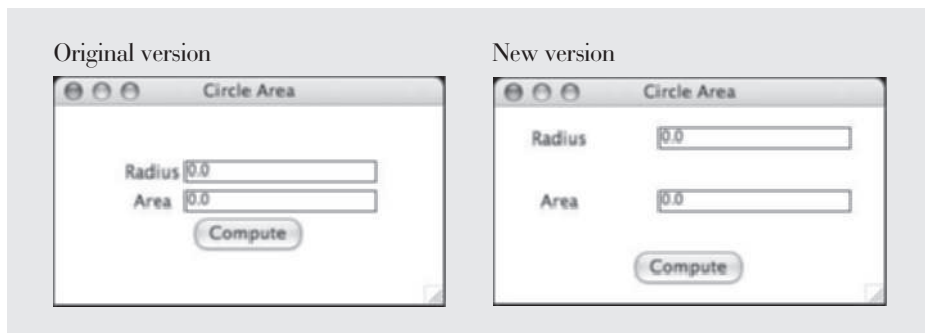 Original version
Circle Area
Radius 0.0
Area 0.0
Compute
New version
Circle Area
Radius 0.0
Area 0.0
Compute